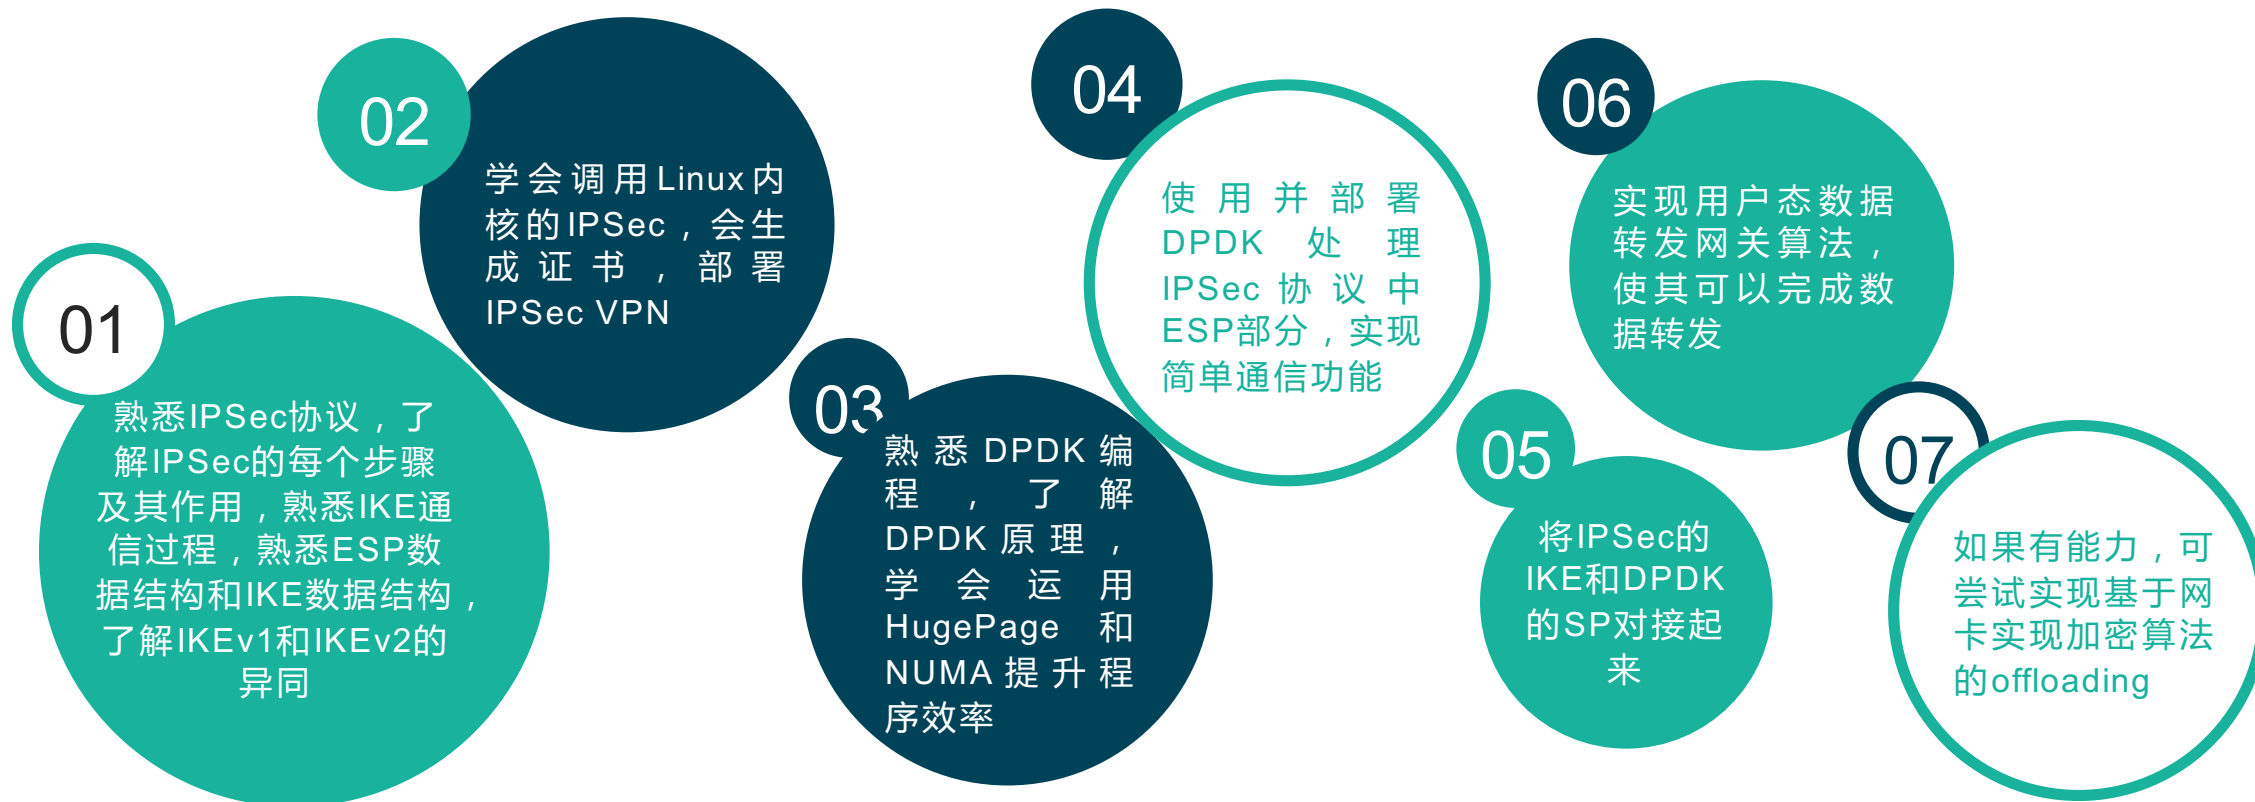 01
熟悉IPSec协议，了
解IPSec的每个步骤
及其作用，熟悉IKE通
信过程，熟悉ESP数
据结构和IKE数据结构，
了解IKEv1和IKEv2的
异同
02
学会调用Linux内
核的IPSec，会生
成证书，部署
IPSec VPN
03
熟悉DPDK编
程，了解
DPDK原理，
学会运用
HugePage和
NUMA提升程
序效率
04
使用并部署
DPDK处理
IPSec协议中
ESP部分，实现
简单通信功能
05
将IPSec的
IKE和DPDK
的SP对接起
来
06
实现用户态数据
转发网关算法，
使其可以完成数
据转发
07
如果有能力，可
尝试实现基于网
卡实现加密算法
的offloading